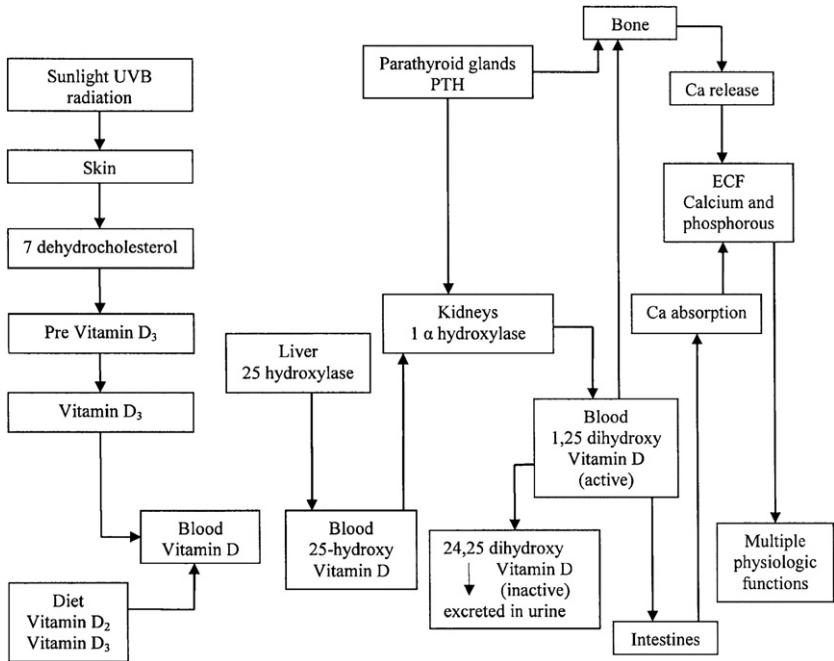 Sunlight UVB
radiation
Skin
7 dehydrocholesterol
Pre Vitamin D₃
Vitamin D₃
Blood
Vitamin D
Diet
Vitamin D₂
Vitamin D₃
Liver
25 hydroxylase
Blood
25-hydroxy
Vitamin D
Parathyroid glands
PTH
Kidneys
1 α hydroxylase
Blood
1,25 dihydroxy
Vitamin D
(active)
24,25 dihydroxy
Vitamin D
(inactive)
excreted in urine
Bone
Ca release
ECF
Calcium and
phosphorous
Ca absorption
Intestines
Multiple
physiologic
functions